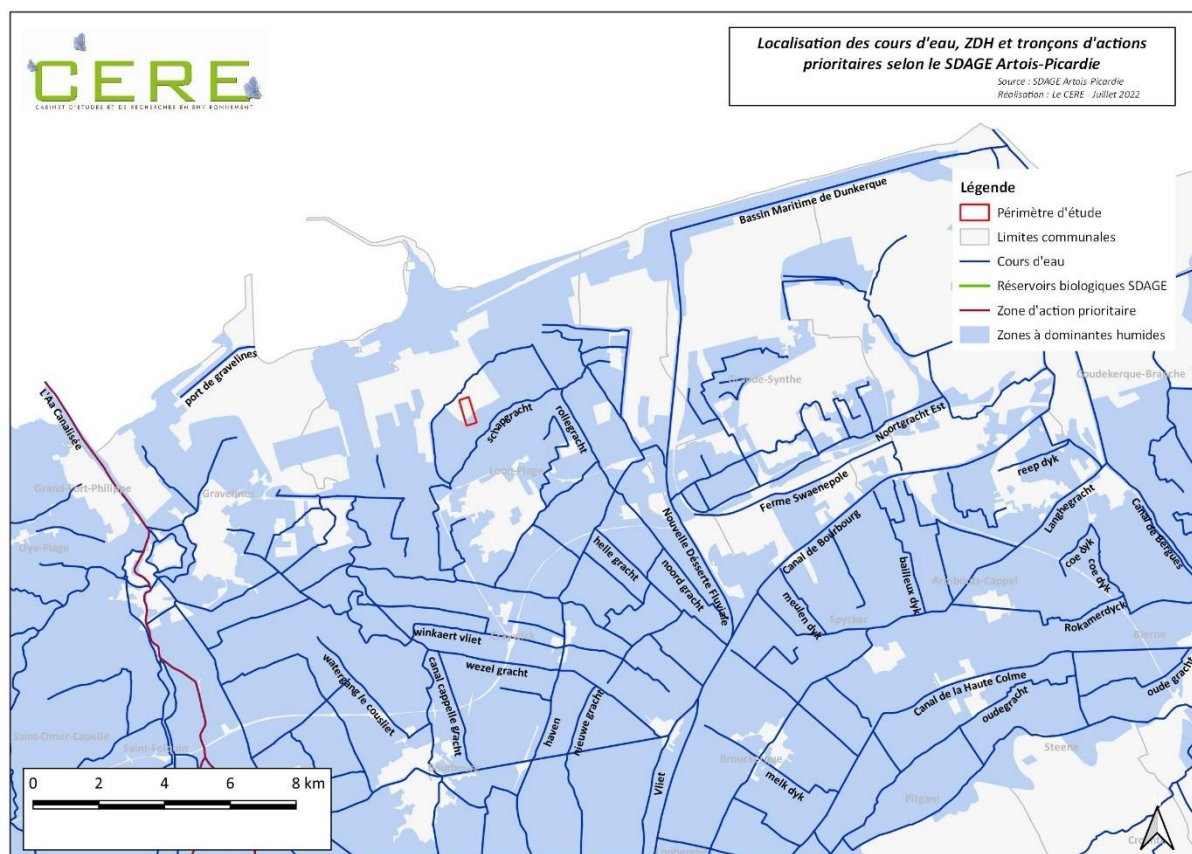 CERE
CABINET D'ETUDES ET DE RECHERCHES EN ENVIRONNEMENT
Localisation des cours d'eau, ZDH et tronçons d'actions
prioritaires selon le SDAGE Artois-Picardie
Source : SDAGE Artois-Picardie
Réalisation : Le CERE - Juillet 2022
Légende
Périmètre d'étude
Limites communales
Cours d'eau
Réservoirs biologiques SDAGE
Zone d'action prioritaire
Zones à dominantes humides
Bassin Maritime de Dunkerque
port de gravelines
L'Aa Canalisée
Grand-Fort-Philippe
Gravelines
Oye-Plage
schapgracht
rollegracht
Loon-Plage
Grande-Synthe
Coudekerque-Branche
Noortgracht Est
Ferme Swaenepole
reep dyk
Langhegracht
Canal de Bergues
Nouvelle Désserte Fluviale
Canal de Bourbourg
helle gracht
noord gracht
meulen dyk
bailleux dyk
Armbouts-Cappel
coe dyk
coe dyk
Spycker
Rokamerdyck
Bierne
winkaert vliet
Craywick
wezel gracht
watergang le cousliet
canal cappelle gracht
haven
nieuwe gracht
Canal de la Haute Colme
oudegracht
oude gracht
Saint-Omer-Capelle
Saint-Folquin
Bourbourg
Vliet
Brouckerque
melk dyk
Steene
Pitgam
0 2 4 6 8 km